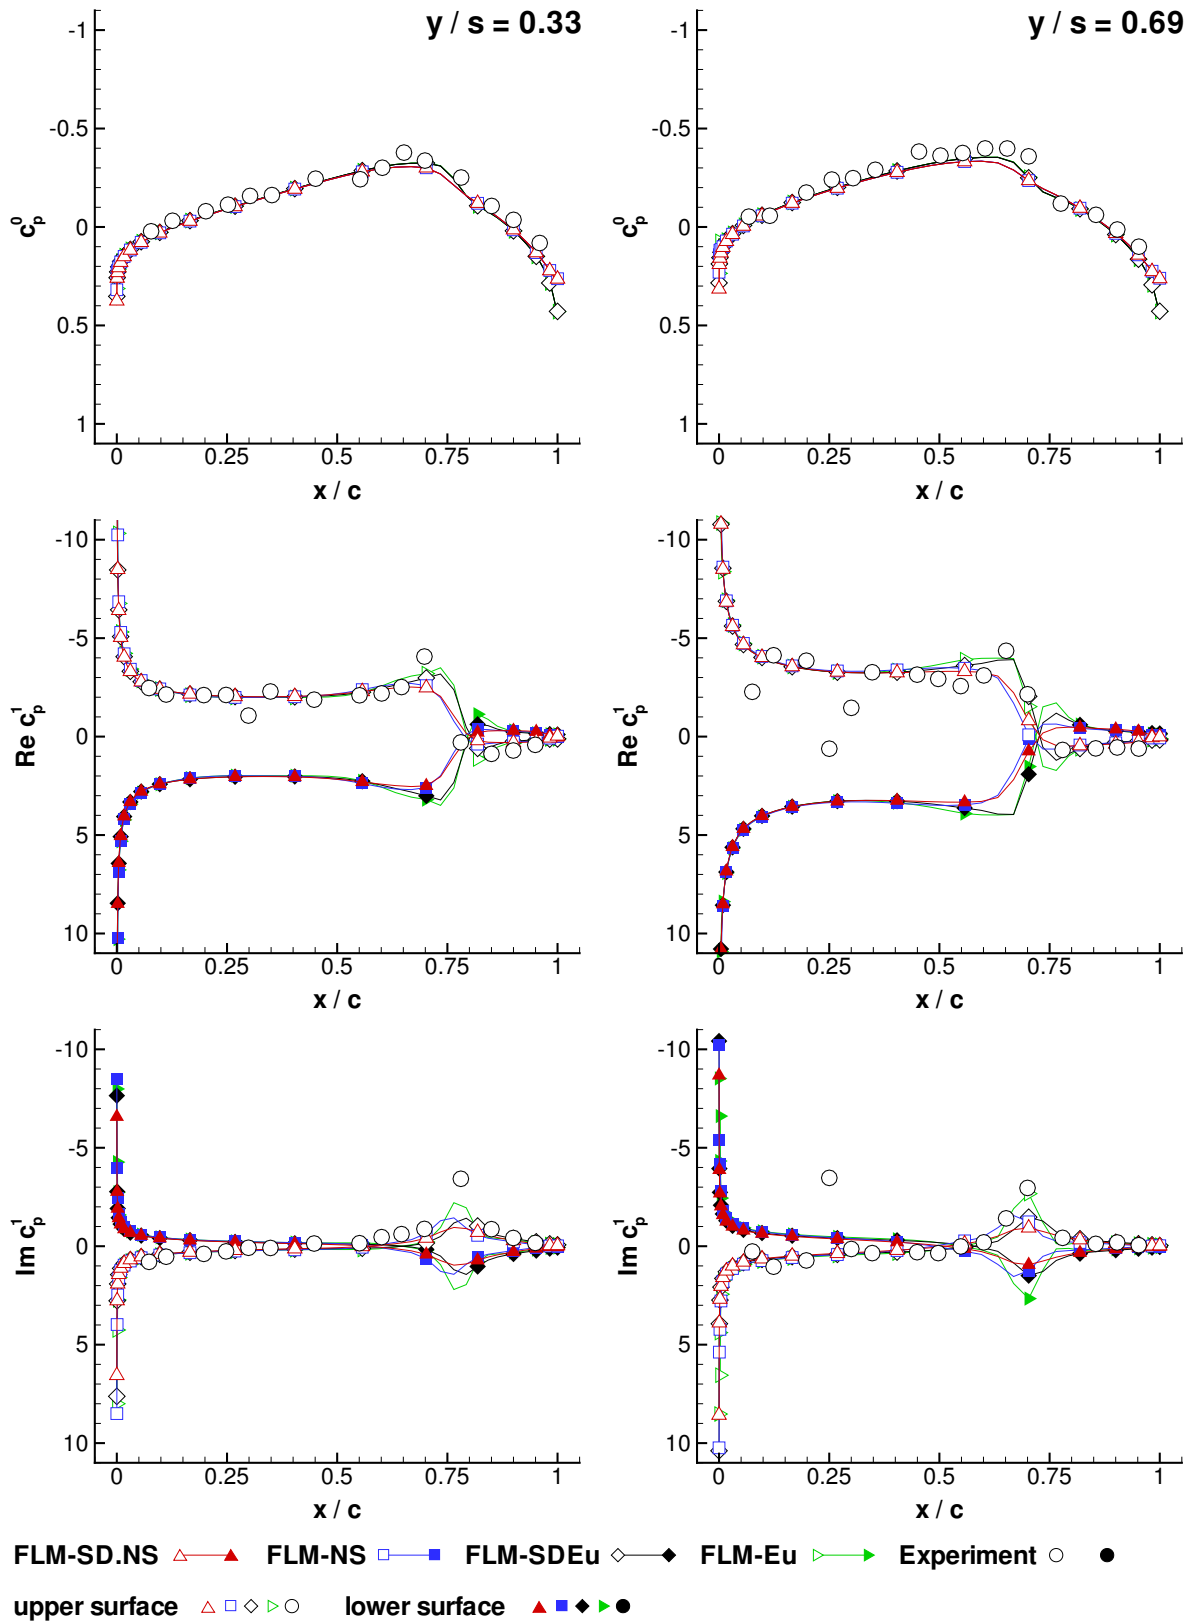 y / s = 0.33
y / s = 0.69
-1
-0.5
0
0.5
1
c_p^0
0 0.25 0.5 0.75 1
x / c
-1
-0.5
0
0.5
1
c_p^0
0 0.25 0.5 0.75 1
x / c
-10
-5
0
5
10
Re c_p^1
0 0.25 0.5 0.75 1
x / c
-10
-5
0
5
10
Re c_p^1
0 0.25 0.5 0.75 1
x / c
-10
-5
0
5
10
Im c_p^1
0 0.25 0.5 0.75 1
x / c
-10
-5
0
5
10
Im c_p^1
0 0.25 0.5 0.75 1
x / c
FLM-SD.NS FLM-NS FLM-SDEu FLM-Eu Experiment
upper surface lower surface